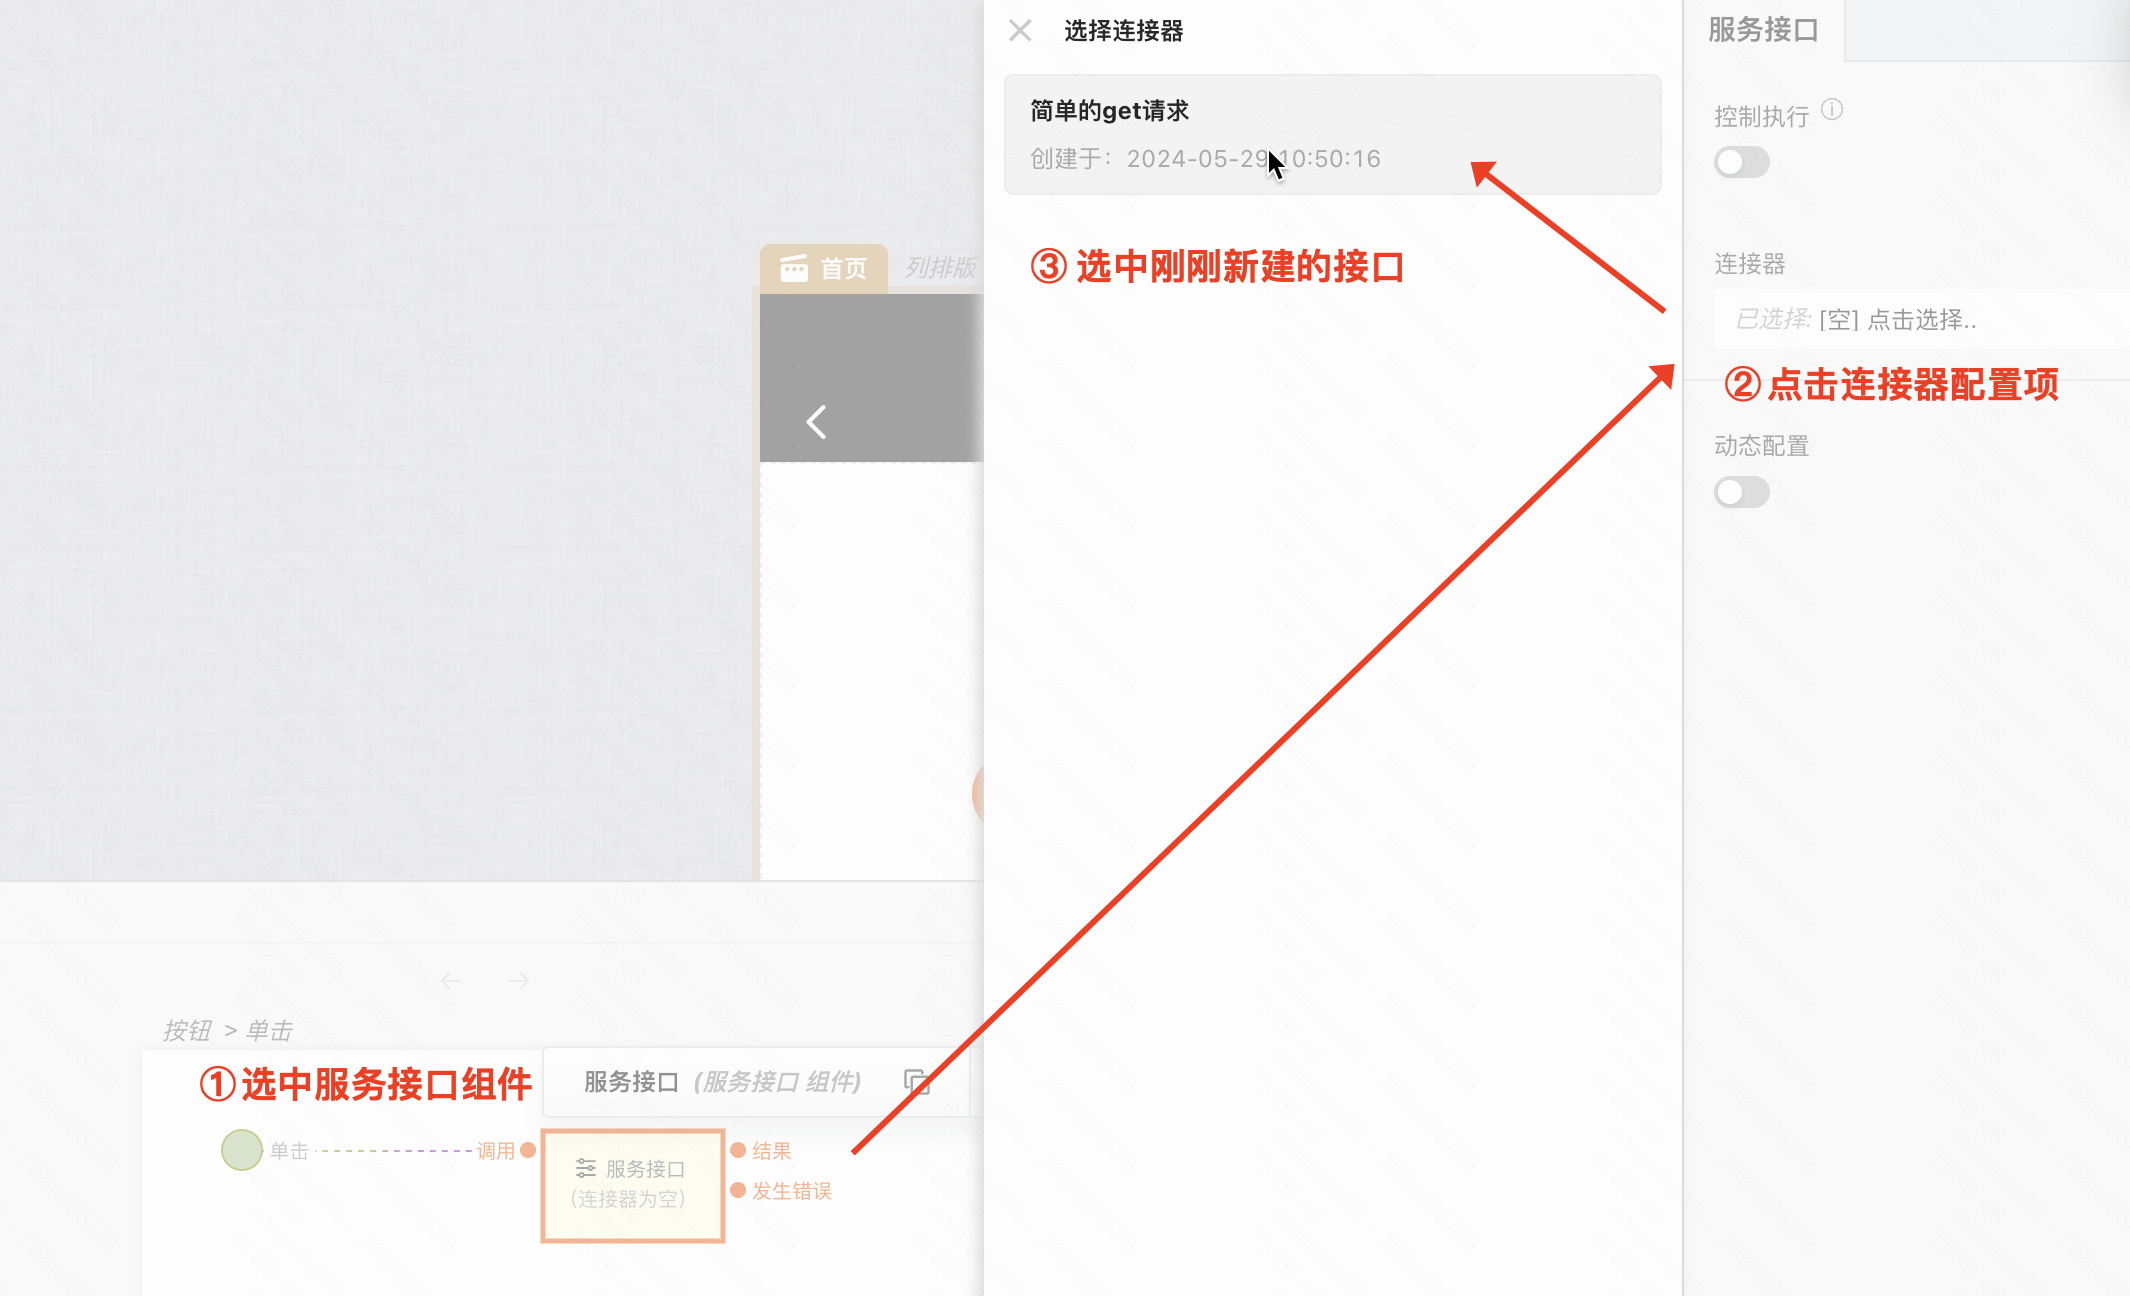 选择连接器
简单的get请求
创建于：2024-05-29 10:50:16
③ 选中刚刚新建的接口
服务接口
控制执行
连接器
已选择: [空] 点击选择..
② 点击连接器配置项
动态配置
首页
列排版
按钮 > 单击
① 选中服务接口组件
服务接口 (服务接口 组件)
单击
调用
服务接口
(连接器为空)
结果
发生错误